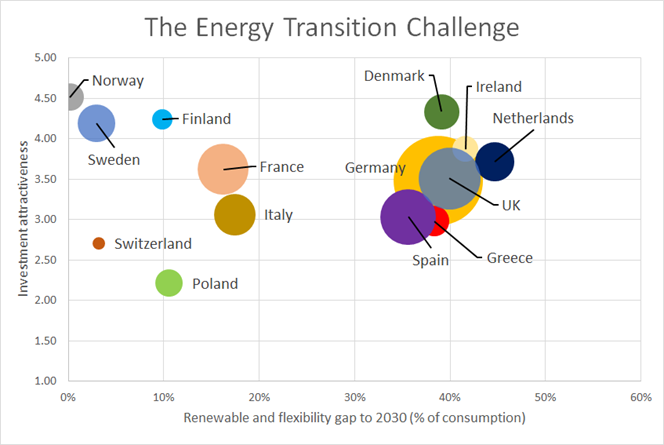 The Energy Transition Challenge
5.00
4.50
4.00
3.50
3.00
2.50
2.00
1.50
1.00
Investment attractiveness
Norway
Sweden
Finland
France
Italy
Switzerland
Poland
Denmark
Ireland
Netherlands
Germany
UK
Spain
Greece
0%
10%
20%
30%
40%
50%
60%
Renewable and flexibility gap to 2030 (% of consumption)